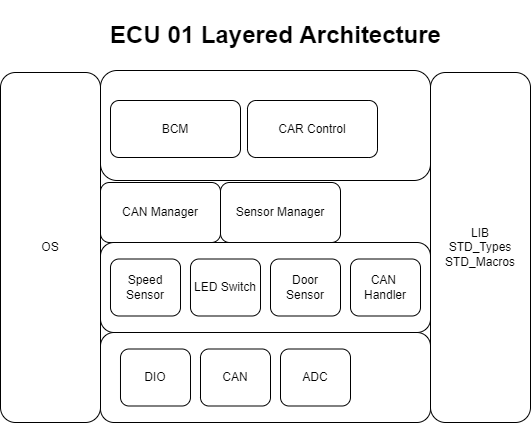 ECU 01 Layered Architecture
BCM
CAR Control
CAN Manager
Sensor Manager
OS
LIB
STD_Types
STD_Macros
Speed
Sensor
LED Switch
Door
Sensor
CAN
Handler
DIO
CAN
ADC